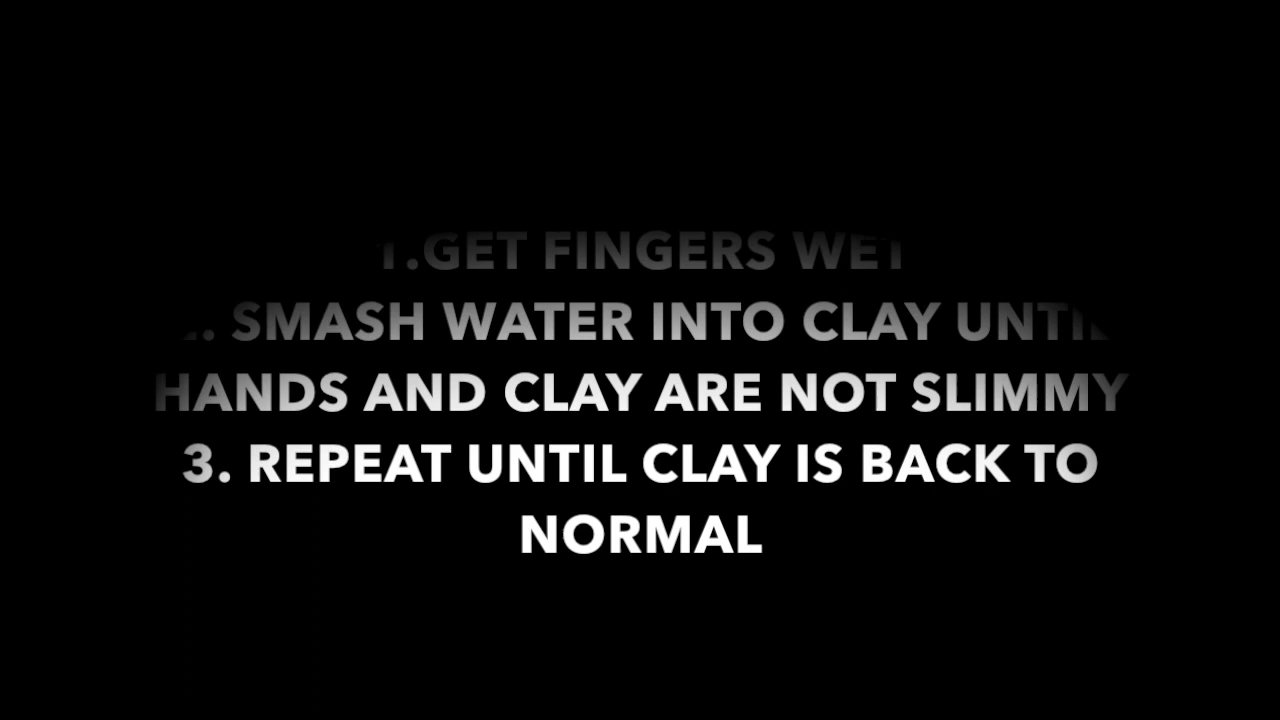 1.GET FINGERS WET
2. SMASH WATER INTO CLAY UNTIL
HANDS AND CLAY ARE NOT SLIMMY
3. REPEAT UNTIL CLAY IS BACK TO
NORMAL